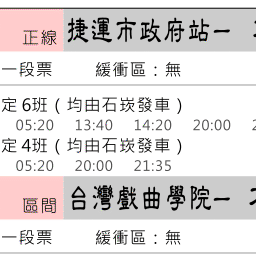 正線 捷運市政府站一
一段票 緩衝區：無
定 6班（均由石崁發車）
05:20 13:40 14:20 20:00
定 4班（均由石崁發車）
05:20 20:00 21:35
區間 台灣戲曲學院一
一段票 緩衝區：無